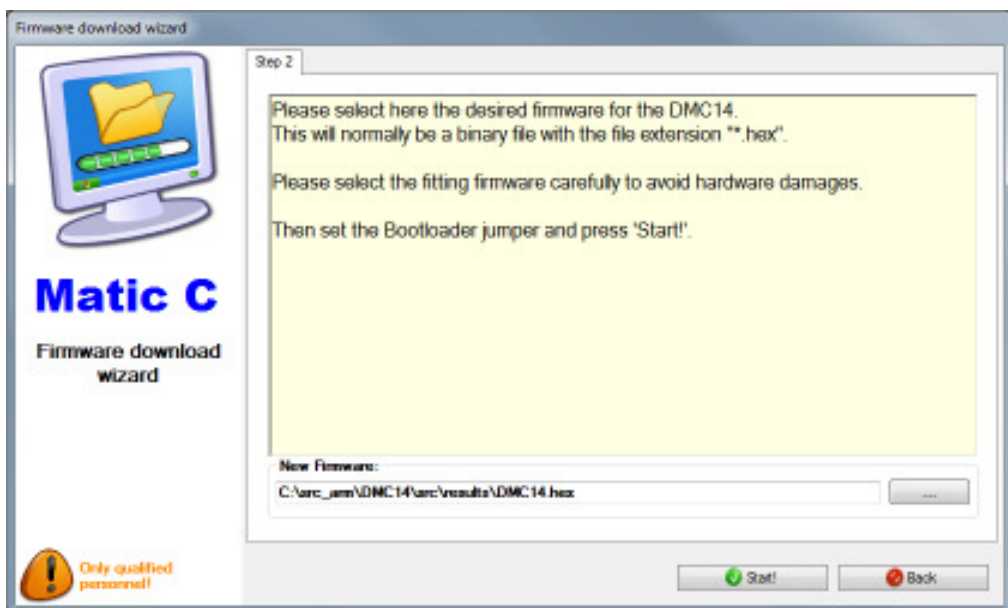 Firmware download wizard
Step 2
Please select here the desired firmware for the DMC14.
This will normally be a binary file with the file extension "*.hex".
Please select the fitting firmware carefully to avoid hardware damages.
Then set the Bootloader jumper and press 'Start!'.
Matic C
Firmware download
wizard
New Firmware:
C:\arc_arm\DMC14\arc\results\DMC14.hex
...
Only qualified
personnel!
Start!
Back